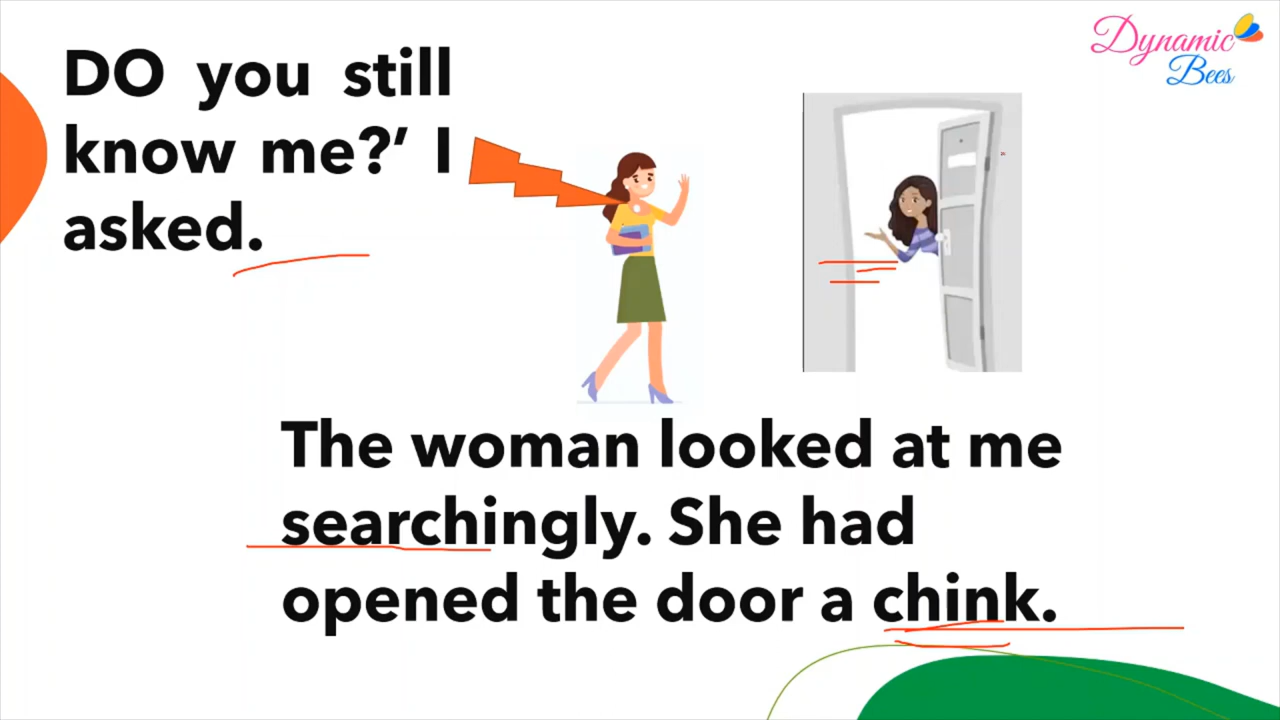 Dynamic
Bees
DO you still
know me?’ I
asked.
The woman looked at me
searchingly. She had
opened the door a chink.